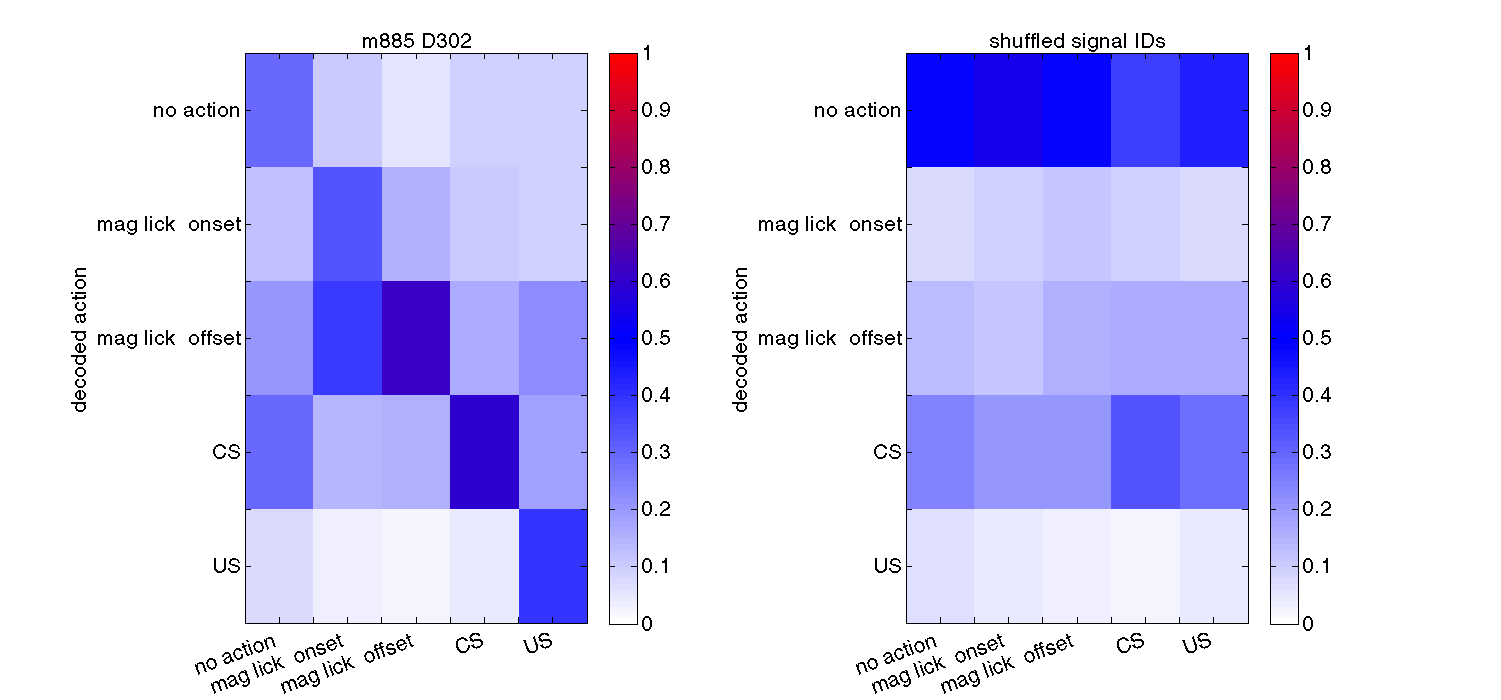 m885 D302
no action
mag lick  onset
mag lick  offset
CS
US
decoded action
no action
mag lick  onset
mag lick  offset
CS
US
1
0.9
0.8
0.7
0.6
0.5
0.4
0.3
0.2
0.1
0
shuffled signal IDs
no action
mag lick  onset
mag lick  offset
CS
US
decoded action
no action
mag lick  onset
mag lick  offset
CS
US
1
0.9
0.8
0.7
0.6
0.5
0.4
0.3
0.2
0.1
0